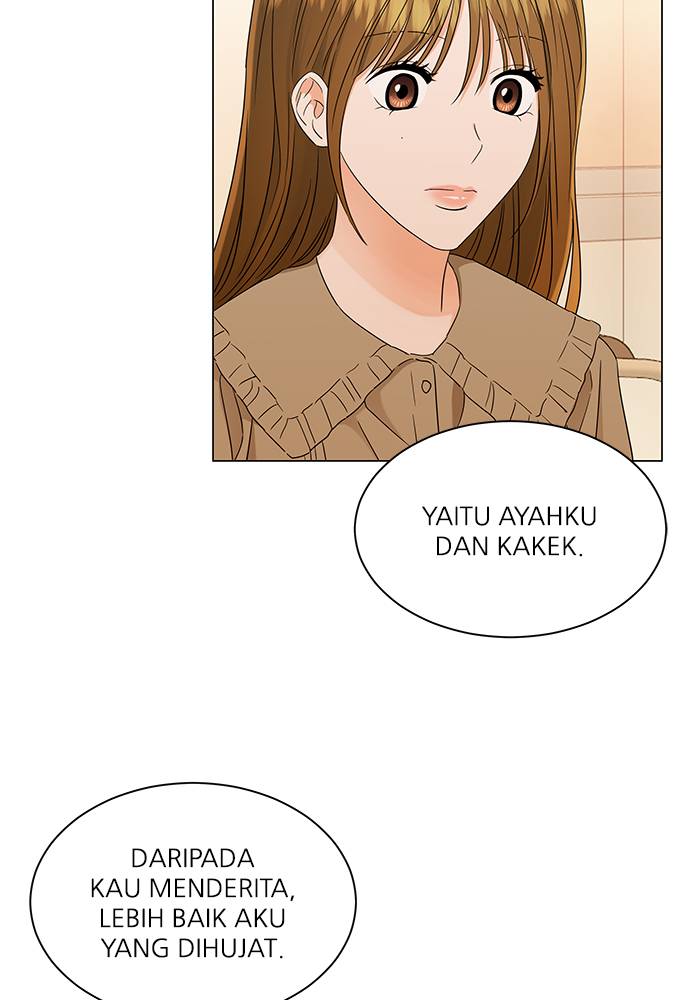 YAITU AYAHKU
DAN KAKEK.
DARIPADA
KAU MENDERITA,
LEBIH BAIK AKU
YANG DIHUJAT.